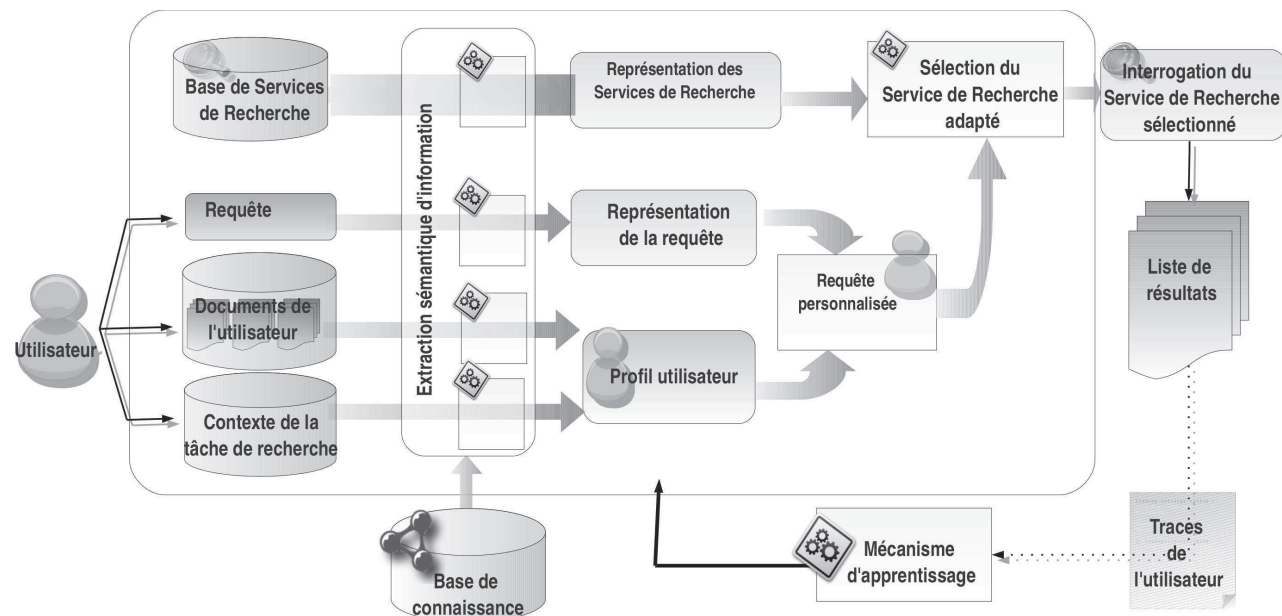 Base de Services
de Recherche
Extraction sémantique d'information
Représentation des
Services de Recherche
Sélection du
Service de Recherche
adapté
Interrogation du
Service de Recherche
sélectionné
Requête
Représentation
de la requête
Requête
personnalisée
Liste de
résultats
Utilisateur
Documents de
l'utilisateur
Profil utilisateur
Contexte de la
tâche de recherche
Base de
connaissance
Mécanisme
d'apprentissage
Traces
de
l'utilisateur